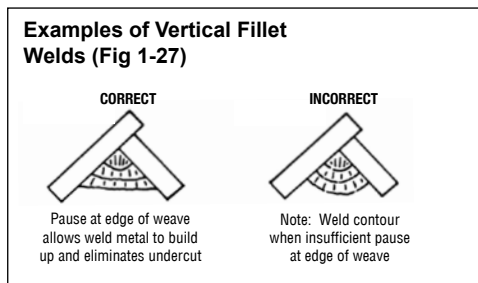 Examples of Vertical Fillet
Welds (Fig 1-27)
CORRECT
Pause at edge of weave
allows weld metal to build
up and eliminates undercut
INCORRECT
Note: Weld contour
when insufficient pause
at edge of weave